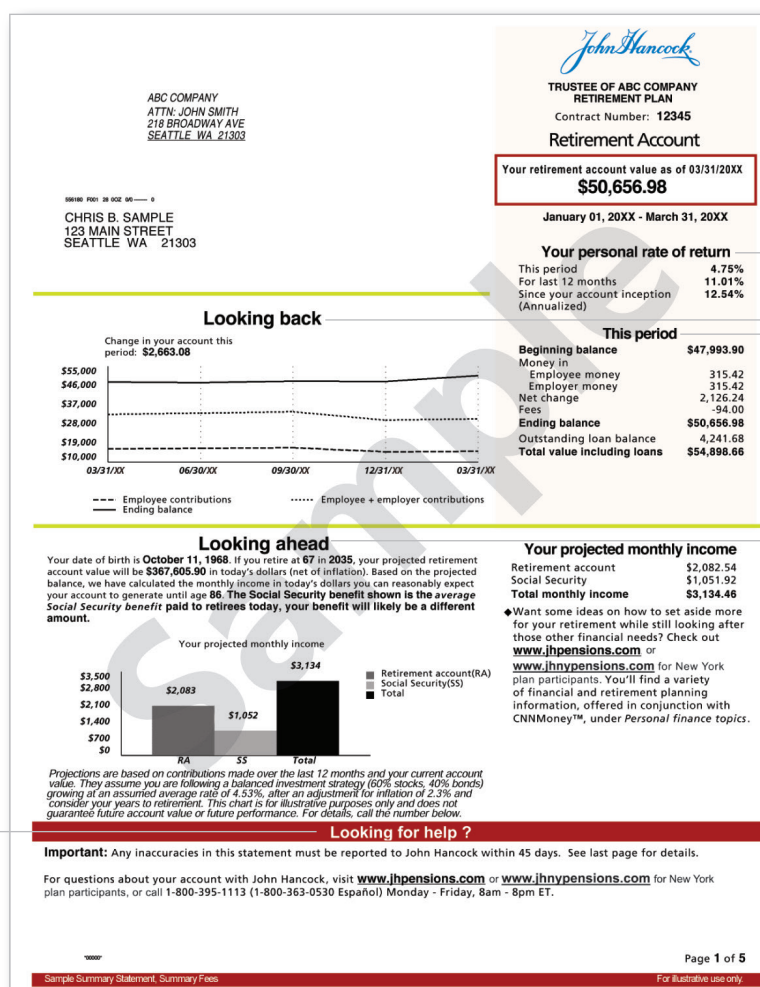 John Hancock.
TRUSTEE OF ABC COMPANY
RETIREMENT PLAN
Contract Number: 12345
Retirement Account
Your retirement account value as of 03/31/20XX
$50,656.98
January 01, 20XX - March 31, 20XX
ABC COMPANY
ATTN: JOHN SMITH
218 BROADWAY AVE
SEATTLE WA 21303
CHRIS B. SAMPLE
123 MAIN STREET
SEATTLE WA 21303
Your personal rate of return
This period 4.75%
For last 12 months 11.01%
Since your account inception 12.54%
(Annualized)
Looking back
Change in your account this
period: $2,663.08
$55,000
$46,000
$37,000
$28,000
$19,000
$10,000
03/31/XX 06/30/XX 09/30/XX 12/31/XX 03/31/XX
Employee contributions Employee + employer contributions
Ending balance
This period
Beginning balance $47,993.90
Money in
Employee money 315.42
Employer money 315.42
Net change 2,126.24
Fees -94.00
Ending balance $50,656.98
Outstanding loan balance 4,241.68
Total value including loans $54,898.66
Looking ahead
Your date of birth is October 11, 1968. If you retire at 67 in 2035, your projected retirement
account value will be $367,605.90 in today's dollars (net of inflation). Based on the projected
balance, we have calculated the monthly income in today's dollars you can reasonably expect
your account to generate until age 86. The Social Security benefit shown is the average
Social Security benefit paid to retirees today, your benefit will likely be a different
amount.
Your projected monthly income
$3,500
$2,800
$2,100
$1,400
$700
$0
$2,083
$1,052
$3,134
RA SS Total
Retirement account(RA)
Social Security(SS)
Total
Projections are based on contributions made over the last 12 months and your current account
value. They assume you are following a balanced investment strategy (60% stocks, 40% bonds)
growing at an assumed average rate of 4.53%, after an adjustment for inflation of 2.3% and
consider your years to retirement. This chart is for illustrative purposes only and does not
guarantee future account value or future performance. For details, call the number below.
Your projected monthly income
Retirement account $2,082.54
Social Security $1,051.92
Total monthly income $3,134.46
◆Want some ideas on how to set aside more
for your retirement while still looking after
those other financial needs? Check out
www.jhpensions.com or
www.jhnypensions.com for New York
plan participants. You'll find a variety
of financial and retirement planning
information, offered in conjunction with
CNNMoney™, under Personal finance topics.
Looking for help ?
Important: Any inaccuracies in this statement must be reported to John Hancock within 45 days. See last page for details.
For questions about your account with John Hancock, visit www.jhpensions.com or www.jhnypensions.com for New York
plan participants, or call 1-800-395-1113 (1-800-363-0530 Español) Monday - Friday, 8am - 8pm ET.
*00000*
Page 1 of 5
Sample Summary Statement, Summary Fees
For illustrative use only.
Sample